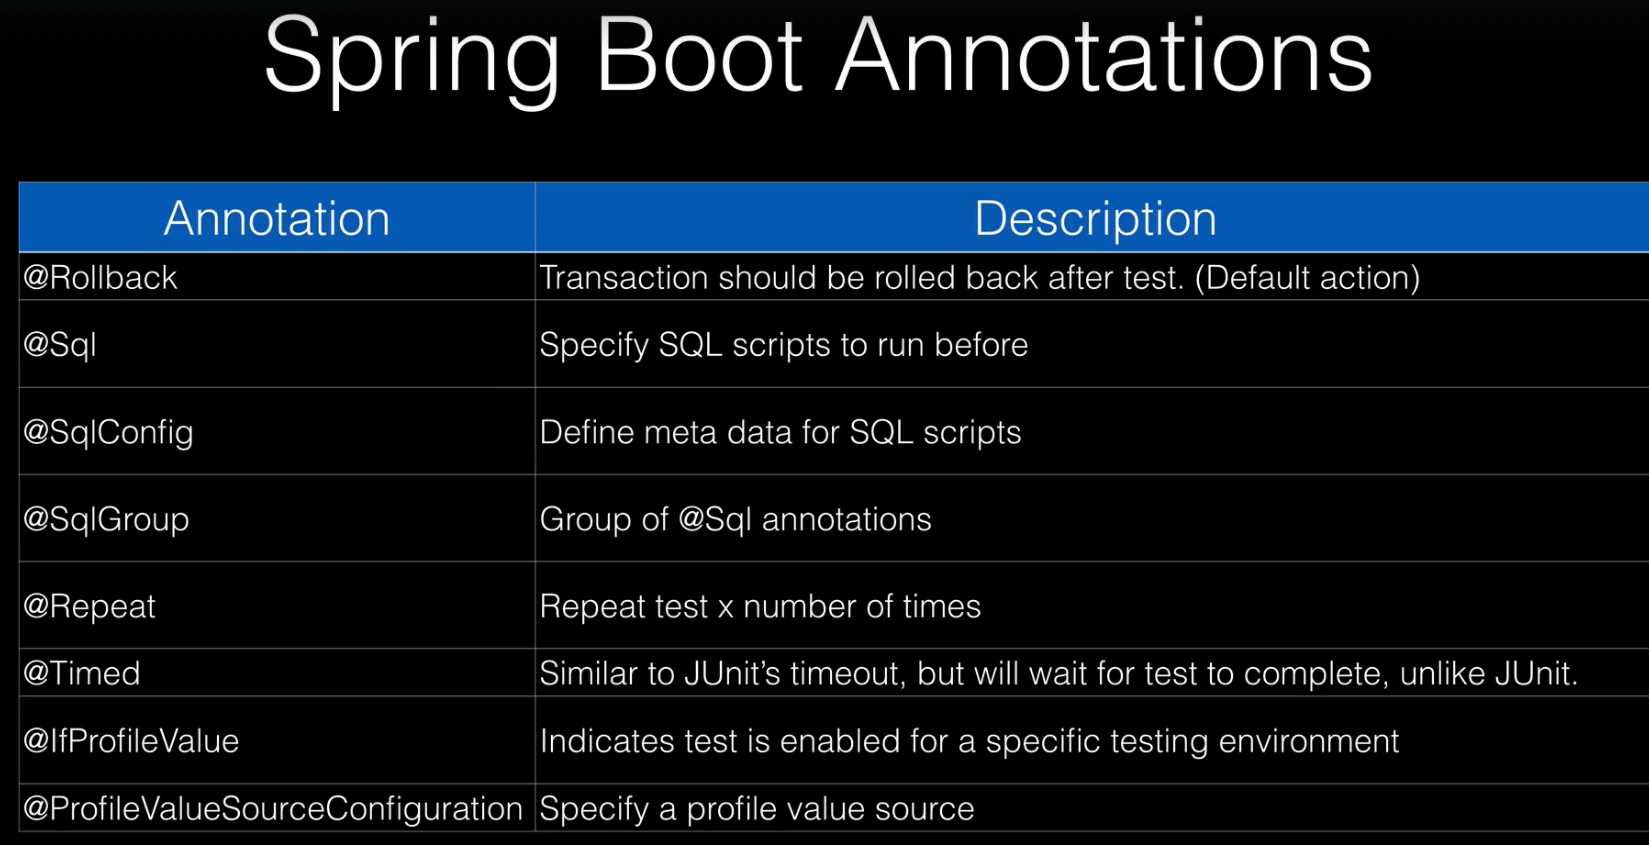 Spring Boot Annotations
Annotation Description
@Rollback Transaction should be rolled back after test. (Default action)
@Sql Specify SQL scripts to run before
@SqlConfig Define meta data for SQL scripts
@SqlGroup Group of @Sql annotations
@Repeat Repeat test x number of times
@Timed Similar to JUnit’s timeout, but will wait for test to complete, unlike JUnit.
@IfProfileValue Indicates test is enabled for a specific testing environment
@ProfileValueSourceConfiguration Specify a profile value source